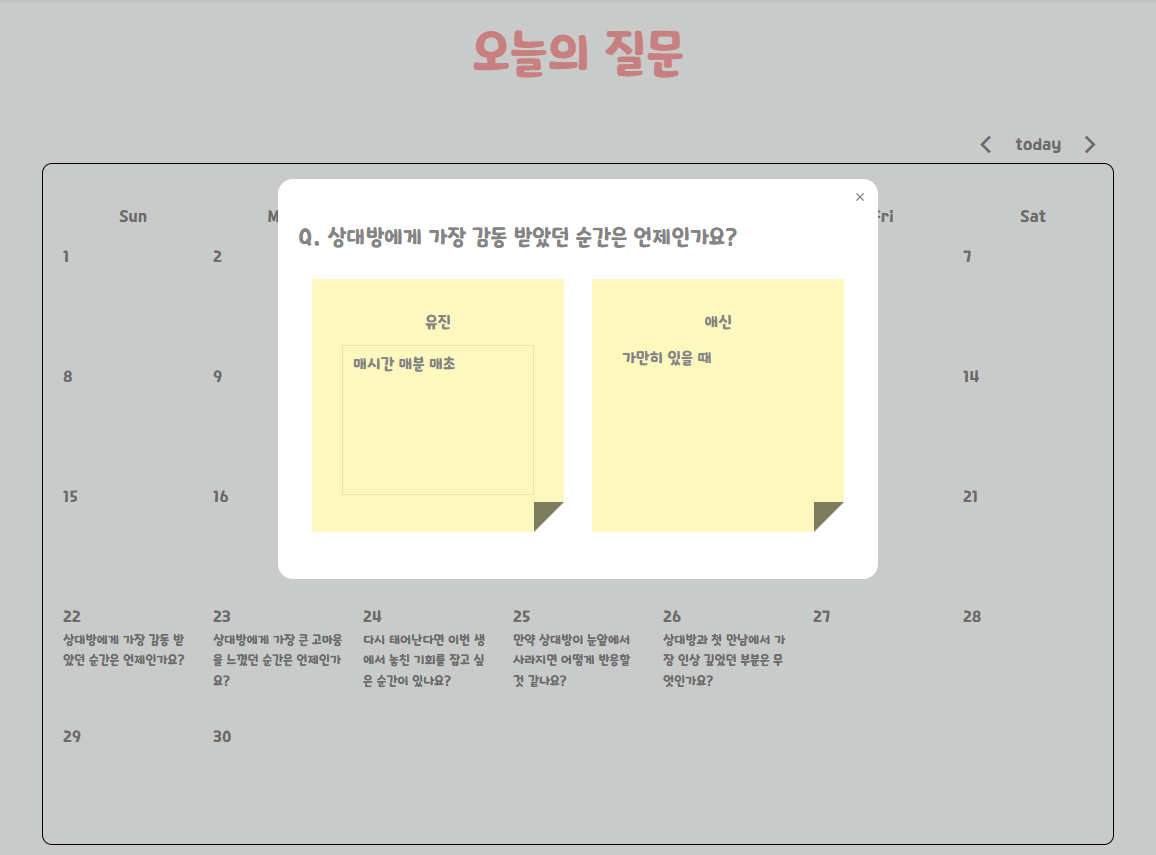 오늘의 질문
today
Sun
M
Fri
Sat
×
Q. 상대방에게 가장 감동 받았던 순간은 언제인가요?
유진
매시간 매분 매초
애신
가만히 있을 때
1
2
7
8
9
14
15
16
21
22
상대방에게 가장 감동 받
았던 순간은 언제인가요?
23
상대방에게 가장 큰 고마움
을 느꼈던 순간은 언제인가
요?
24
다시 태어난다면 이번 생
에서 놓친 기회를 잡고 싶
은 순간이 있나요?
25
만약 상대방이 눈앞에서
사라지면 어떻게 반응할
것 같나요?
26
상대방과 첫 만남에서 가
장 인상 깊었던 부분은 무
엇인가요?
27
28
29
30